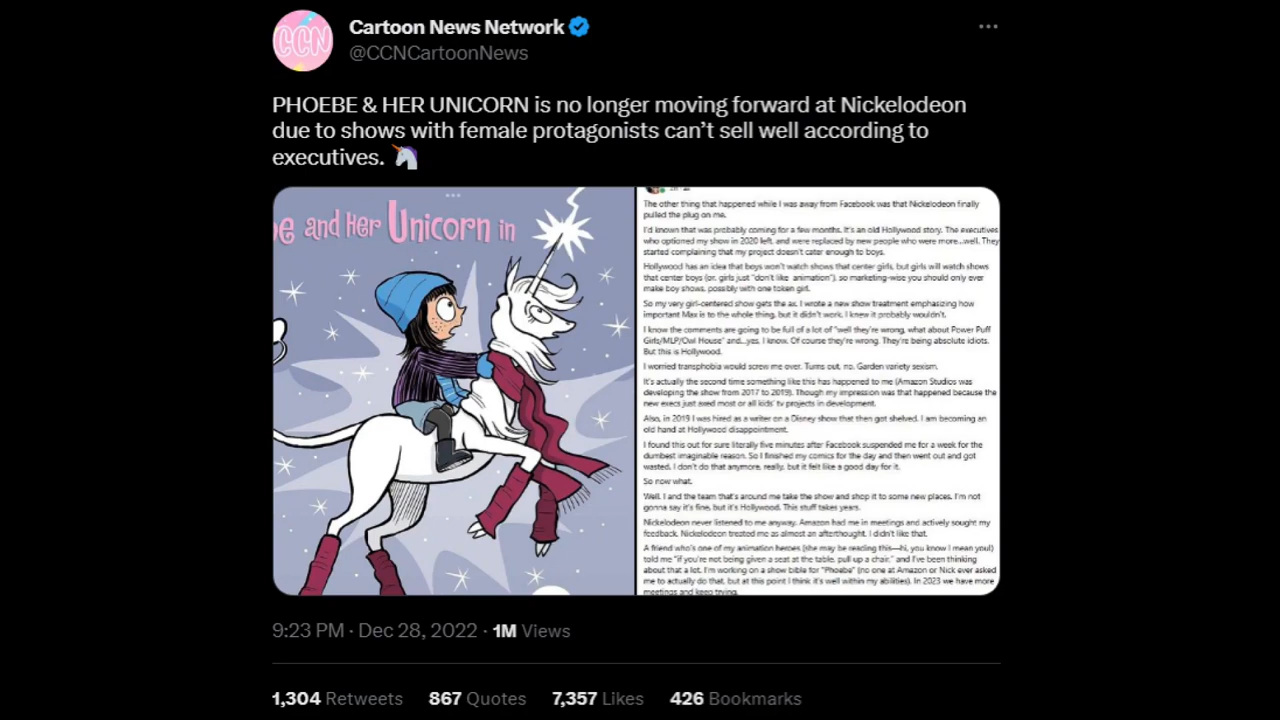 CCN
Cartoon News Network
@CCNCartoonNews
PHOEBE & HER UNICORN is no longer moving forward at Nickelodeon
due to shows with female protagonists can’t sell well according to
executives. 🦄
e and Her Unicorn in
The other thing that happened while I was away from Facebook was that Nickelodeon finally
pulled the plug on me.
I'd known that was probably coming for a few months. It's an old Hollywood story. The executives
who optioned my show in 2020 left, and were replaced by new people who were more...well. They
started complaining that my project doesn't cater enough to boys.
Hollywood has an idea that boys won't watch shows that center girls, but girls will watch shows
that center boys (or, girls just "don't like animation"), so marketing-wise you should only ever
make boy shows, possibly with one token girl.
So my very girl-centered show gets the ax. I wrote a new show treatment emphasizing how
important Max is to the whole thing, but it didn't work. I knew it probably wouldn't.
I know the comments are going to be full of a lot of "well they're wrong, what about Power Puff
Girls/MLP/Owl House" and...yes, I know. Of course they're wrong. They're being absolute idiots.
But this is Hollywood.
I worried transphobia would screw me over. Turns out, no. Garden variety sexism.
It's actually the second time something like this has happened to me (Amazon Studios was
developing the show from 2017 to 2019). Though my impression was that happened because the
new execs just axed most or all kids' tv projects in development.
Also, in 2019 I was hired as a writer on a Disney show that then got shelved. I am becoming an
old hand at Hollywood disappointment.
I found this out for sure literally five minutes after Facebook suspended me for a week for the
dumbest imaginable reason. So I finished my comics for the day and then went out and got
wasted. I don't do that anymore, really, but it felt like a good day for it.
So now what.
Well, I and the team that's around me take the show and shop it to some new places. I'm not
gonna say it's fine, but it's Hollywood. This stuff takes years.
Nickelodeon never listened to me anyway. Amazon had me in meetings and actively sought my
feedback. Nickelodeon treated me as almost an afterthought. I didn't like that.
A friend who's one of my animation heroes (she may be reading this—hi, you know I mean you!)
told me "if you're not being given a seat at the table, pull up a chair," and I've been thinking
about that a lot. I'm working on a show bible for "Phoebe" (no one at Amazon or Nick ever asked
me to actually do that, but at this point I think it's well within my abilities). In 2023 we have more
meetings and keep trying.
9:23 PM · Dec 28, 2022 · 1M Views
1,304 Retweets 867 Quotes 7,357 Likes 426 Bookmarks